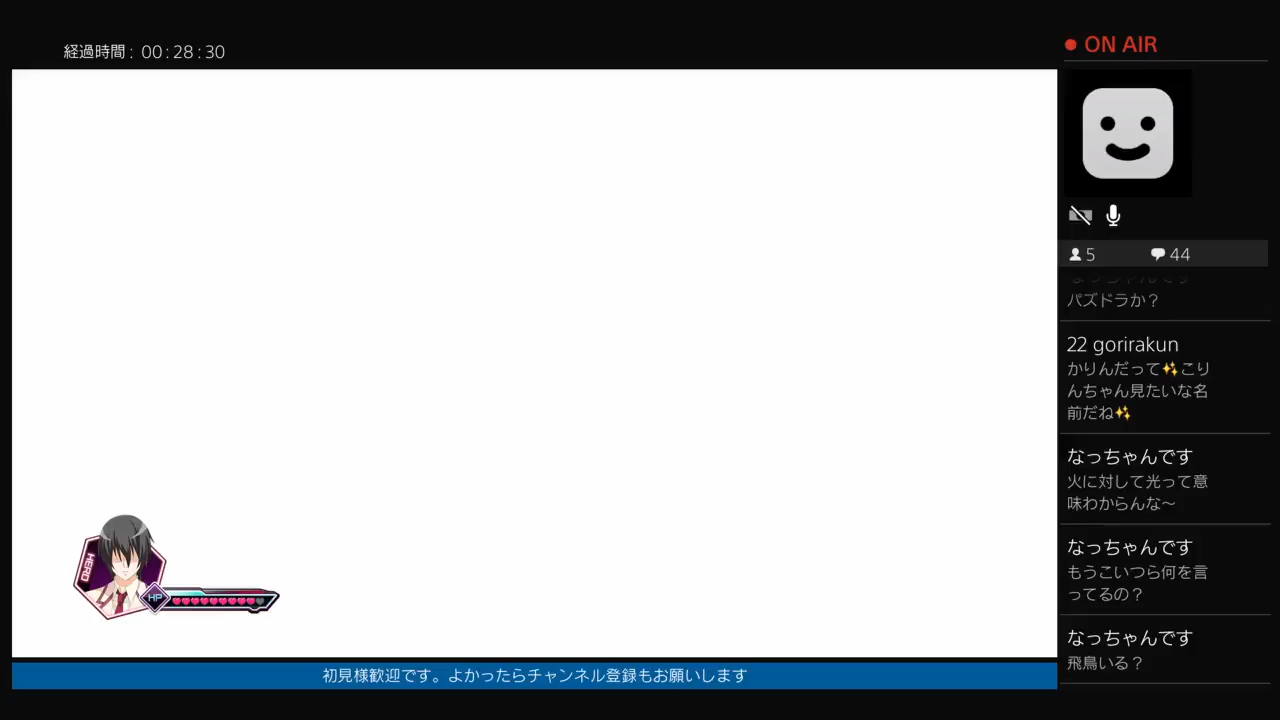 経過時間 : 00:28:30
ON AIR
5
44
パズドラか？
22 gorirakun
かりんだって✨こり
んちゃん見たいな名
前だね✨
なっちゃんです
火に対して光って意
味わからんな～
なっちゃんです
もうこいつら何を言
ってるの？
なっちゃんです
飛鳥いる？
HERO
HP
初見様歓迎です。よかったらチャンネル登録もお願いします